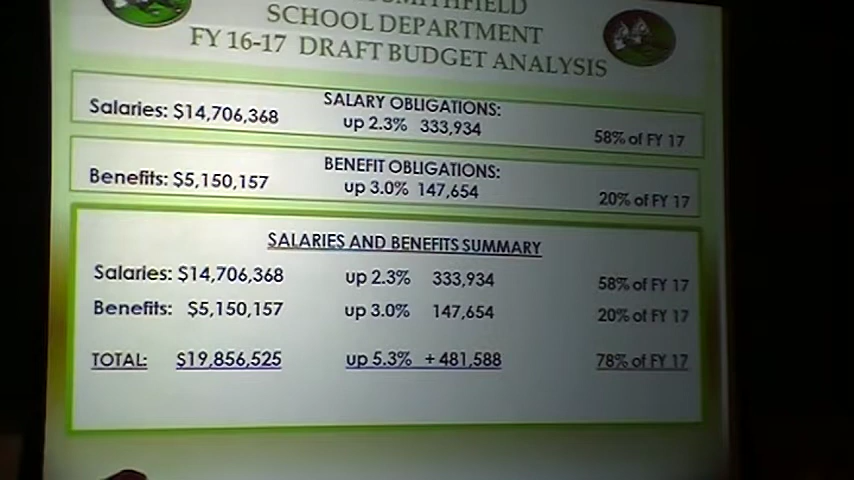 SMITHFIELD
SCHOOL DEPARTMENT
FY 16-17 DRAFT BUDGET ANALYSIS
SALARY OBLIGATIONS:
Salaries: $14,706,368 up 2.3% 333,934 58% of FY 17
BENEFIT OBLIGATIONS:
Benefits: $5,150,157 up 3.0% 147,654 20% of FY 17
SALARIES AND BENEFITS SUMMARY
Salaries: $14,706,368 up 2.3% 333,934 58% of FY 17
Benefits: $5,150,157 up 3.0% 147,654 20% of FY 17
TOTAL: $19,856,525 up 5.3% + 481,588 78% of FY 17